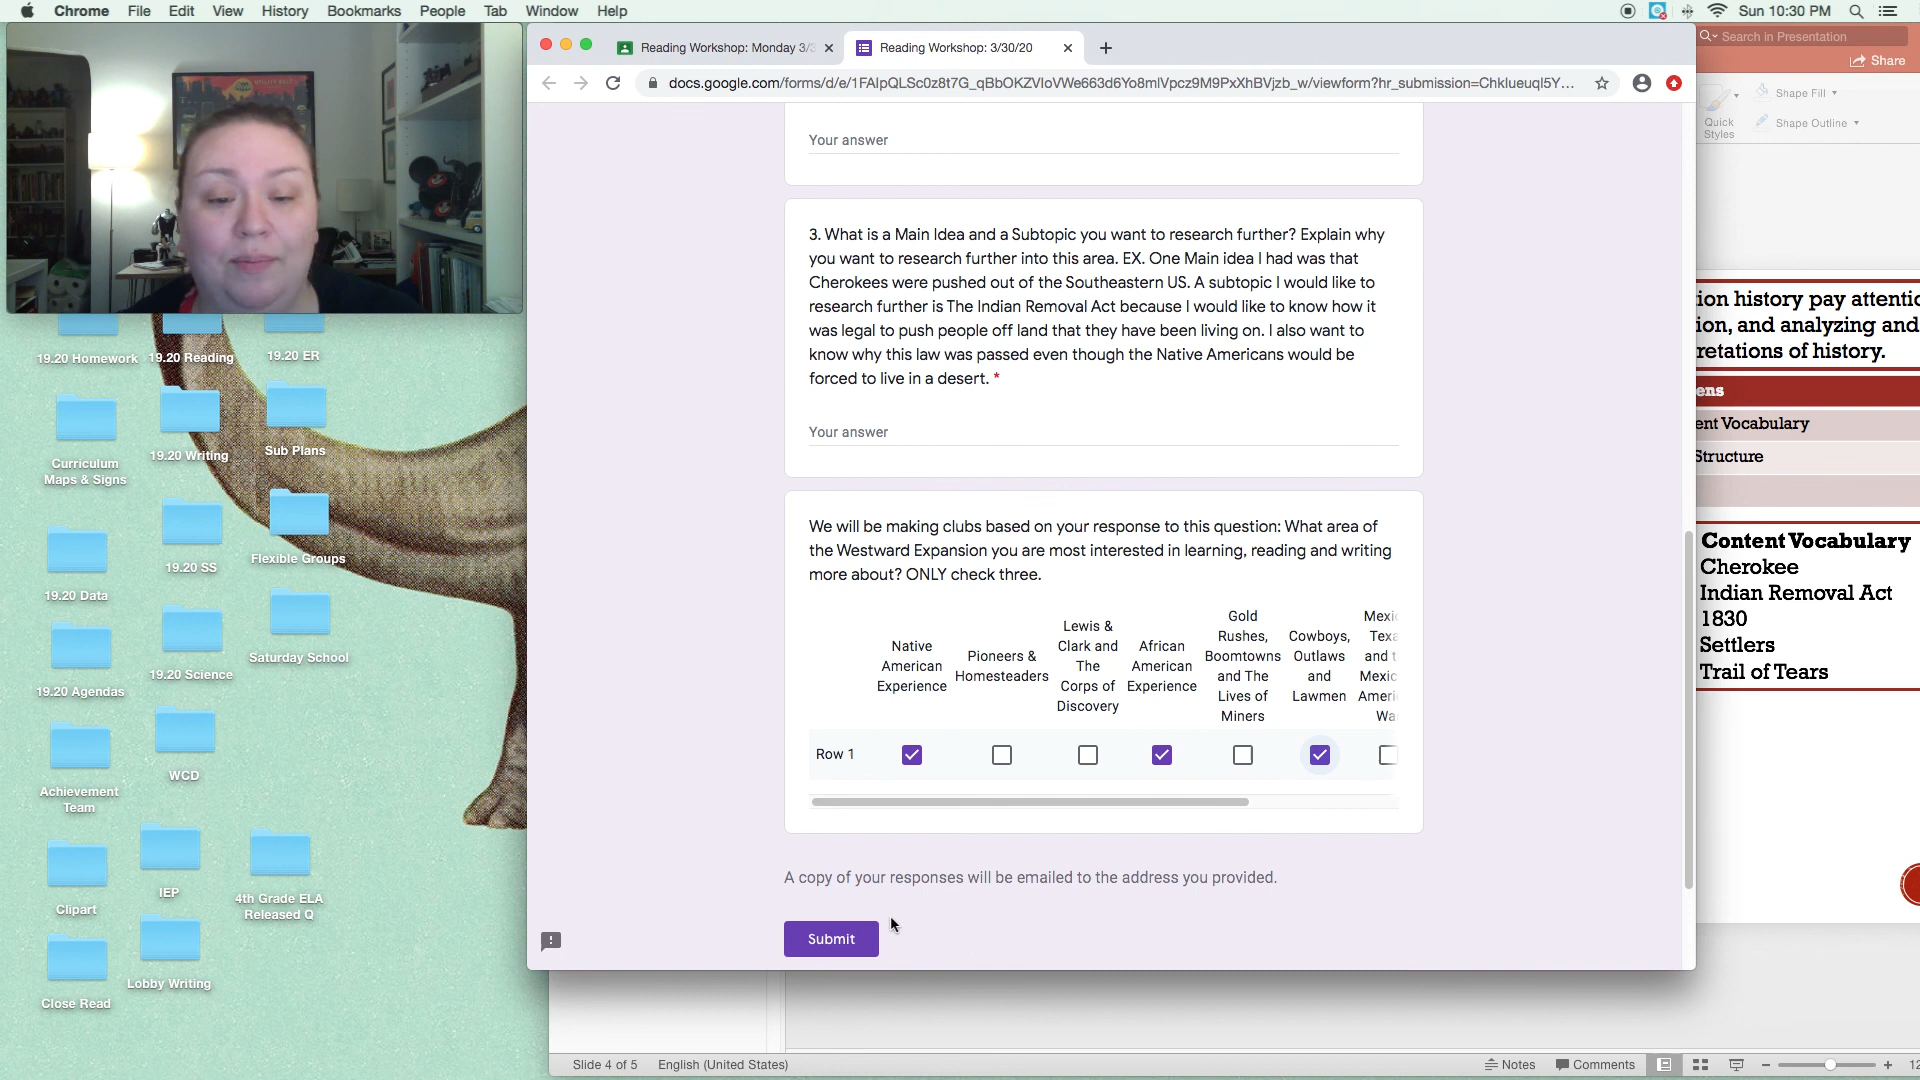 Chrome File Edit View History Bookmarks People Tab Window Help
Sun 10:30 PM
Reading Workshop: Monday 3/3
Reading Workshop: 3/30/20
docs.google.com/forms/d/e/1FAIpQLSc0z8t7G_qBbOKZVIoVWe663d6Yo8mlVpcz9M9PxXhBVjzb_w/viewform?hr_submission=ChkIueuql5Y...
Search in Presentation
Share
Shape Fill
Quick
Styles
Shape Outline
Your answer
3. What is a Main Idea and a Subtopic you want to research further? Explain why
you want to research further into this area. EX. One Main idea I had was that
Cherokees were pushed out of the Southeastern US. A subtopic I would like to
research further is The Indian Removal Act because I would like to know how it
was legal to push people off land that they have been living on. I also want to
know why this law was passed even though the Native Americans would be
forced to live in a desert. *
Your answer
We will be making clubs based on your response to this question: What area of
the Westward Expansion you are most interested in learning, reading and writing
more about? ONLY check three.
Native
American
Experience
Pioneers &
Homesteaders
Lewis &
Clark and
The
Corps of
Discovery
African
American
Experience
Gold
Rushes,
Boomtowns
and The
Lives of
Miners
Cowboys,
Outlaws
and
Lawmen
Mexic
Texa
and t
Mexic
Ameri
Wa
Row 1
A copy of your responses will be emailed to the address you provided.
Submit
ion history pay attentio
ion, and analyzing and
retations of history.
ens
ent Vocabulary
Structure
Content Vocabulary
Cherokee
Indian Removal Act
1830
Settlers
Trail of Tears
19.20 Homework
19.20 Reading
19.20 ER
Curriculum
Maps & Signs
19.20 Writing
Sub Plans
19.20 Data
19.20 SS
Flexible Groups
19.20 Agendas
19.20 Science
Saturday School
Achievement
Team
WCD
Clipart
IEP
4th Grade ELA
Released Q
Close Read
Lobby Writing
Slide 4 of 5
English (United States)
Notes
Comments
12